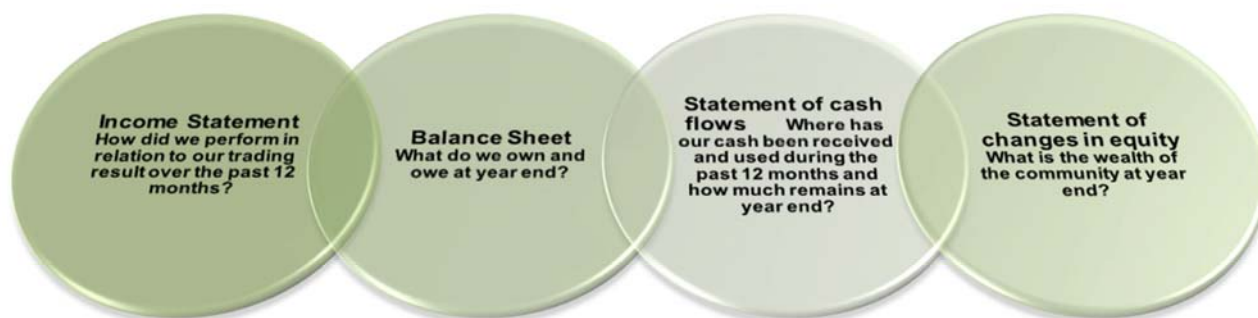 Income Statement
How did we perform in
relation to our trading
result over the past 12
months?
Balance Sheet
What do we own and
owe at year end?
Statement of cash
flows Where has
our cash been received
and used during the
past 12 months and
how much remains at
year end?
Statement of
changes in equity
What is the wealth of
the community at year
end?